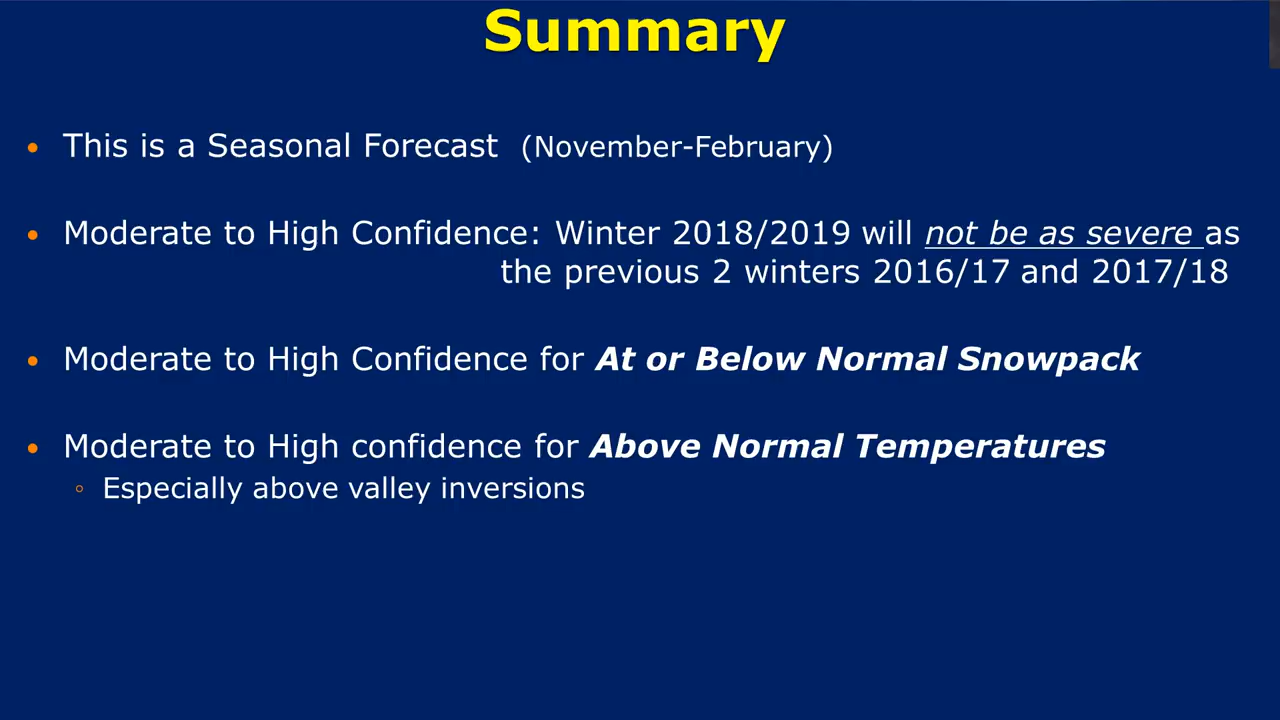 Summary
• This is a Seasonal Forecast (November-February)
• Moderate to High Confidence: Winter 2018/2019 will not be as severe as
the previous 2 winters 2016/17 and 2017/18
• Moderate to High Confidence for At or Below Normal Snowpack
• Moderate to High confidence for Above Normal Temperatures
◦ Especially above valley inversions